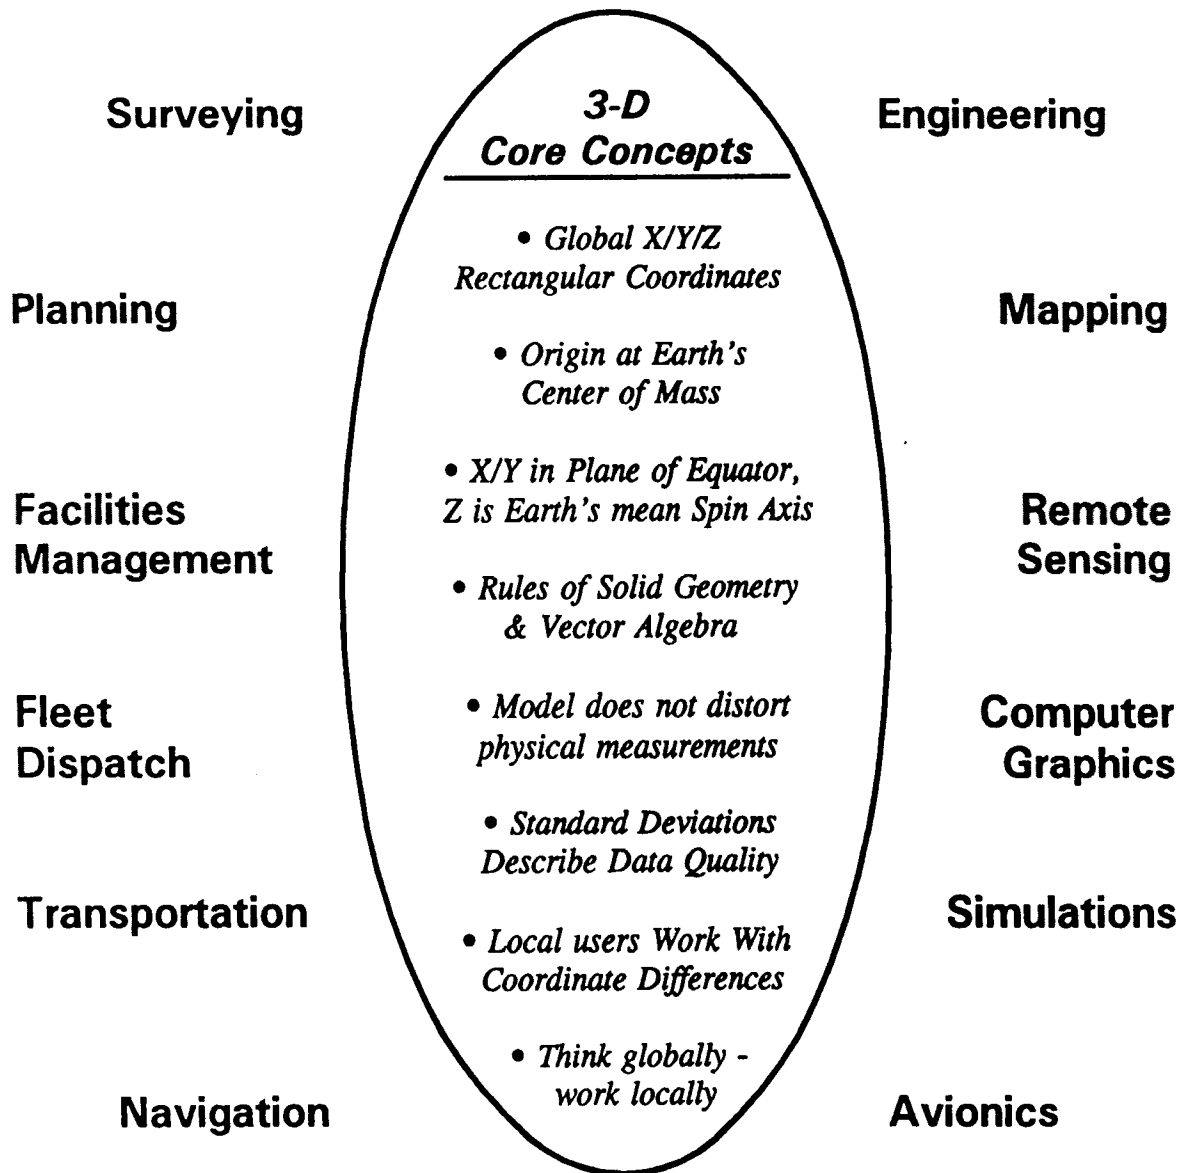 Surveying
Planning
Facilities
Management
Fleet
Dispatch
Transportation
Navigation
3-D
Core Concepts
• Global X/Y/Z
Rectangular Coordinates
• Origin at Earth's
Center of Mass
• X/Y in Plane of Equator,
Z is Earth's mean Spin Axis
• Rules of Solid Geometry
& Vector Algebra
• Model does not distort
physical measurements
• Standard Deviations
Describe Data Quality
• Local users Work With
Coordinate Differences
• Think globally -
work locally
Engineering
Mapping
Remote
Sensing
Computer
Graphics
Simulations
Avionics